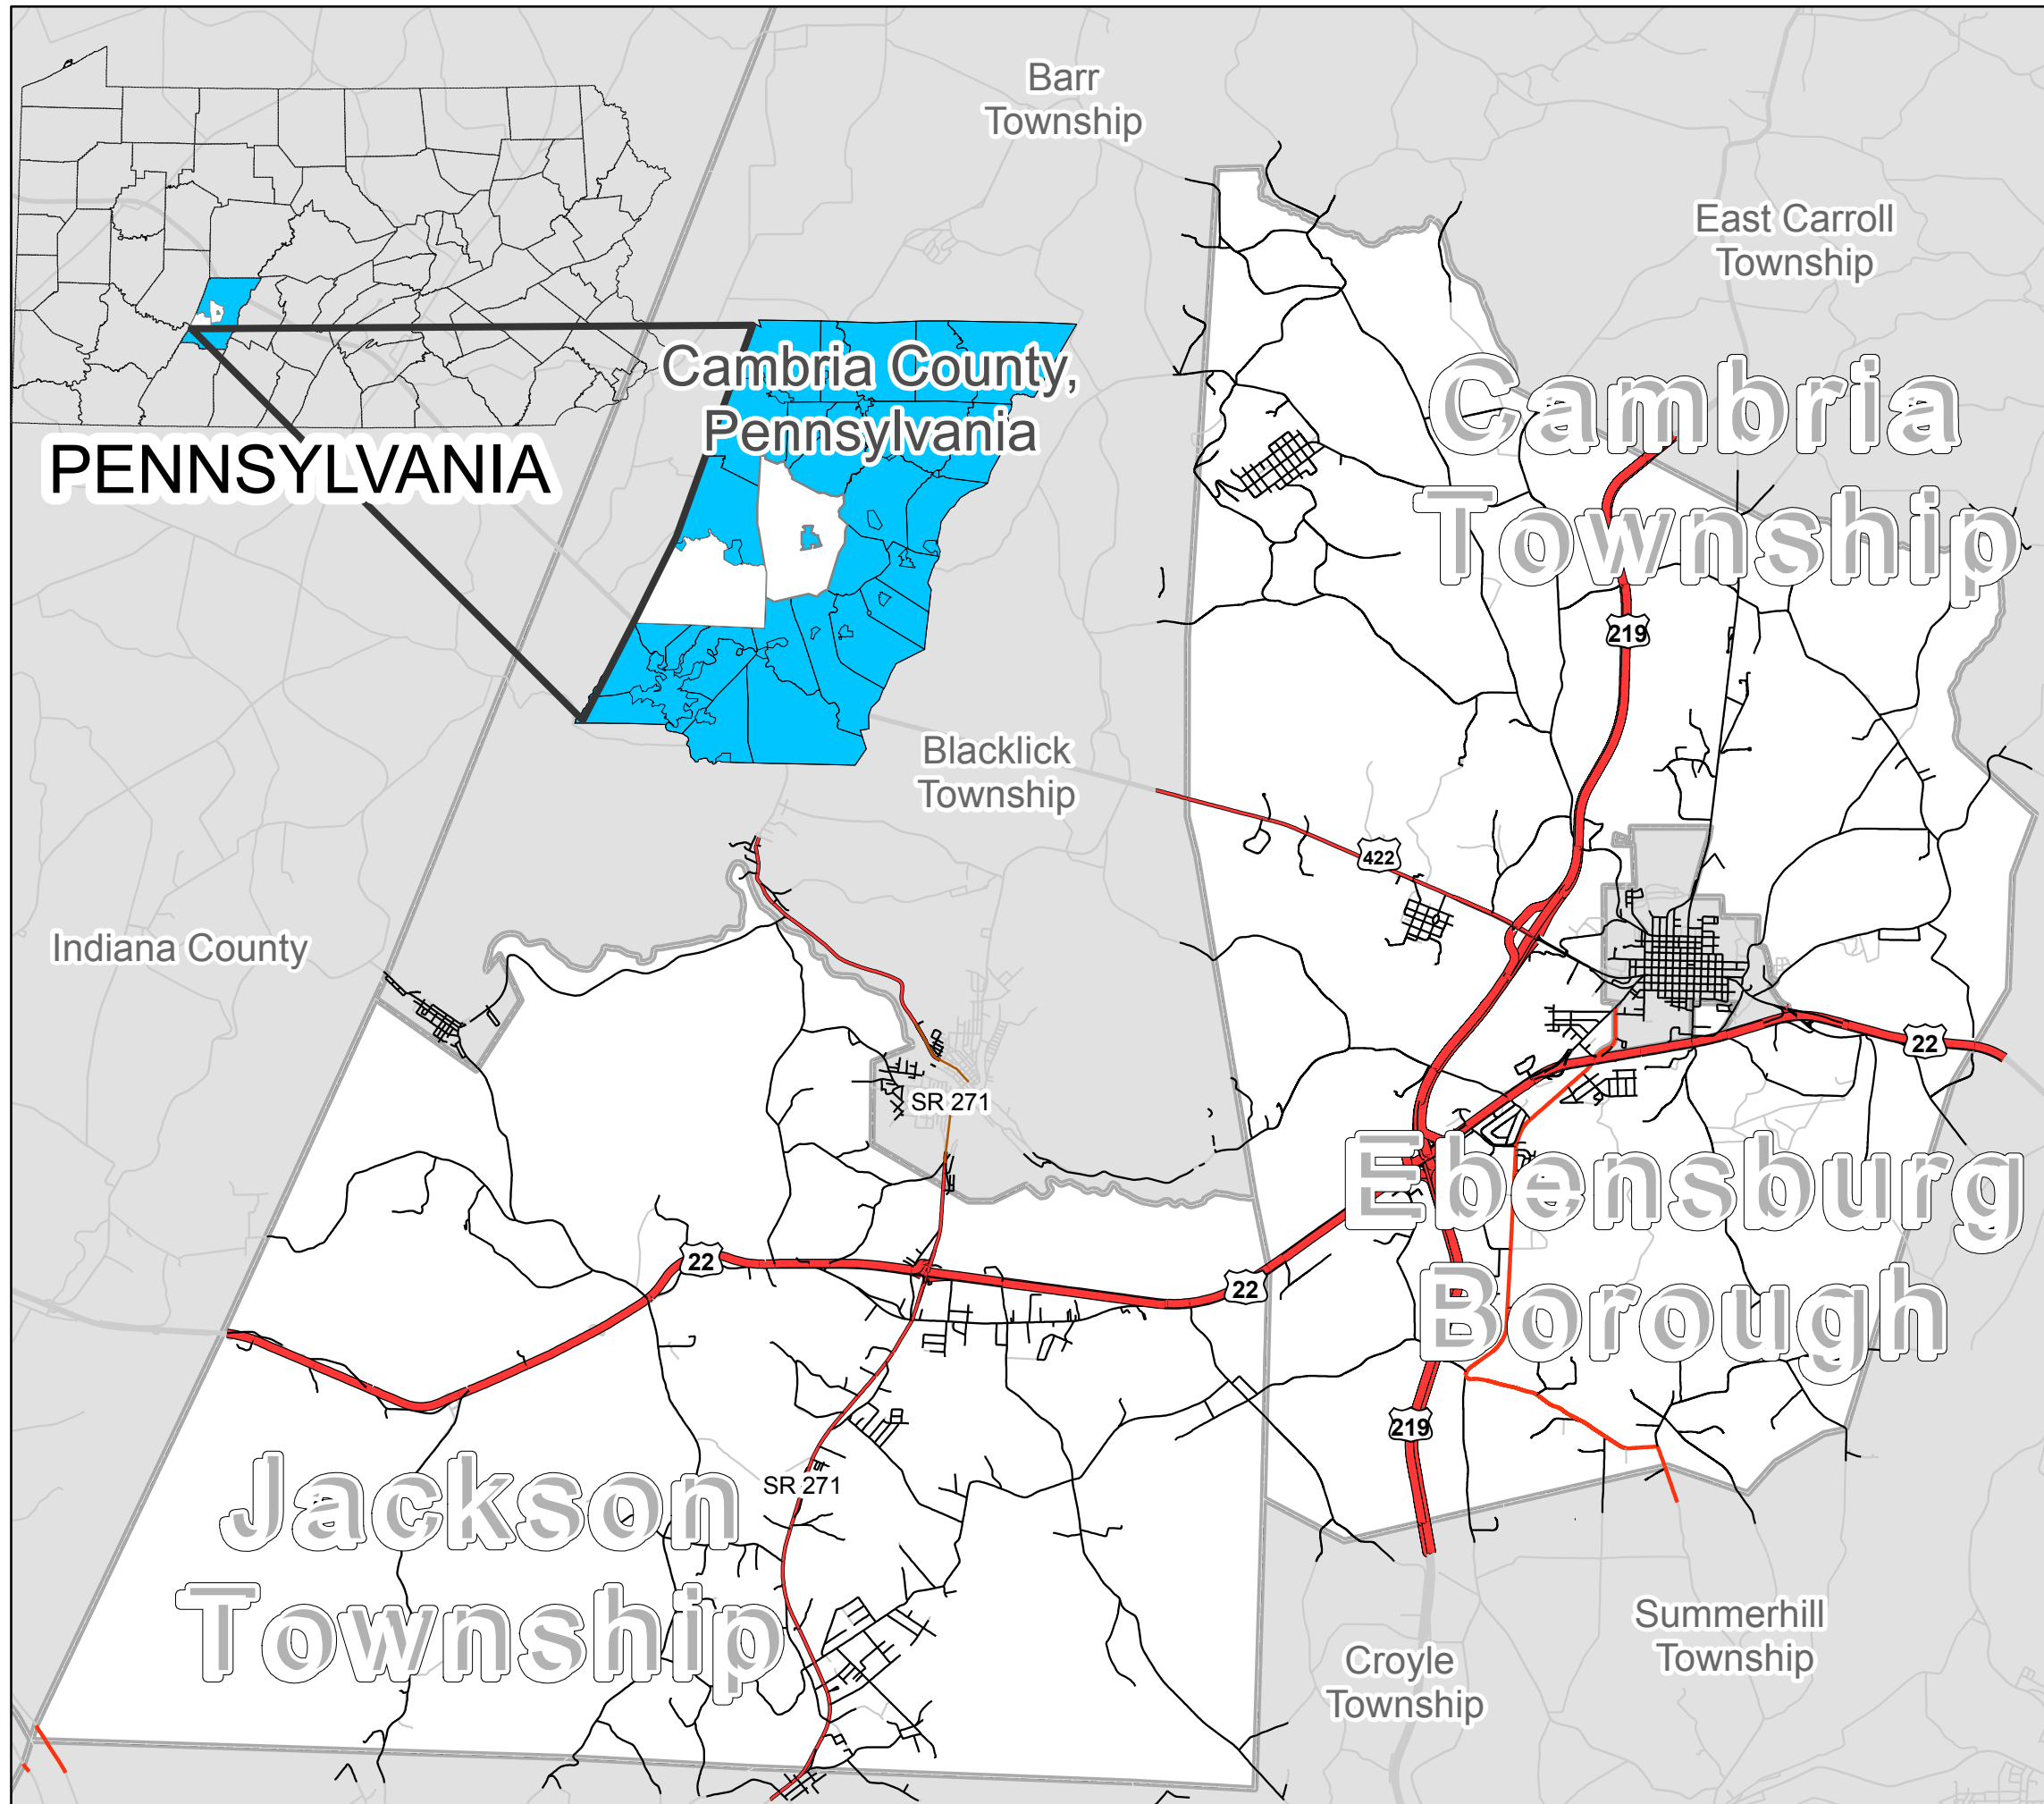 Barr
Township
East Carroll
Township
Cambria County,
Pennsylvania
PENNSYLVANIA
Cambria
Township
219
Blacklick
Township
422
Indiana County
22
SR 271
Ebensburg
Borough
22
22
219
SR 271
Jackson
Township
Summerhill
Township
Croyle
Township